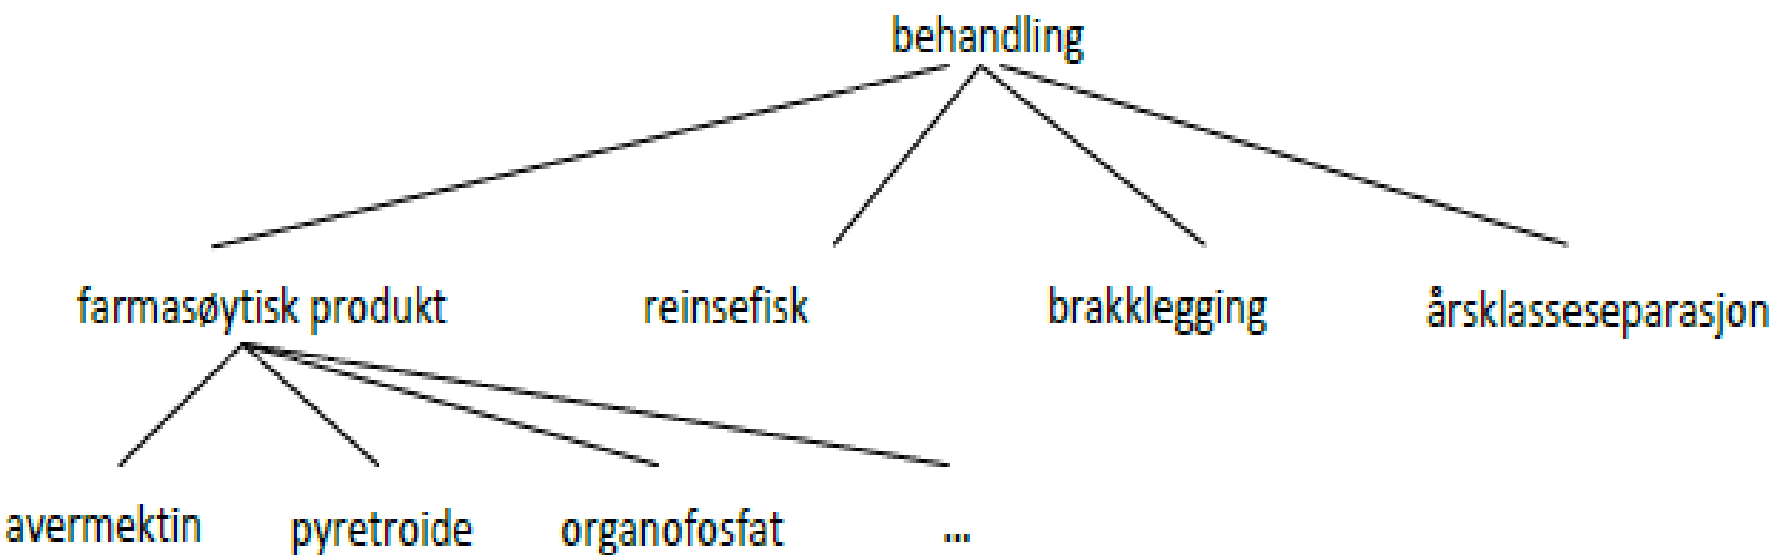 behandling
farmasøytisk produkt reinsefisk brakklegging årsklasseseparasjon
avermektin pyretroide organofosfat ...